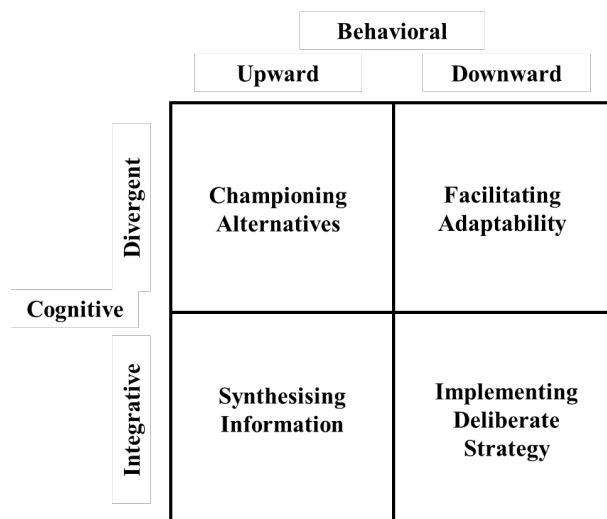 Behavioral
Upward
Downward
Divergent
Championing
Alternatives
Facilitating
Adaptability
Cognitive
Integrative
Synthesising
Information
Implementing
Deliberate
Strategy